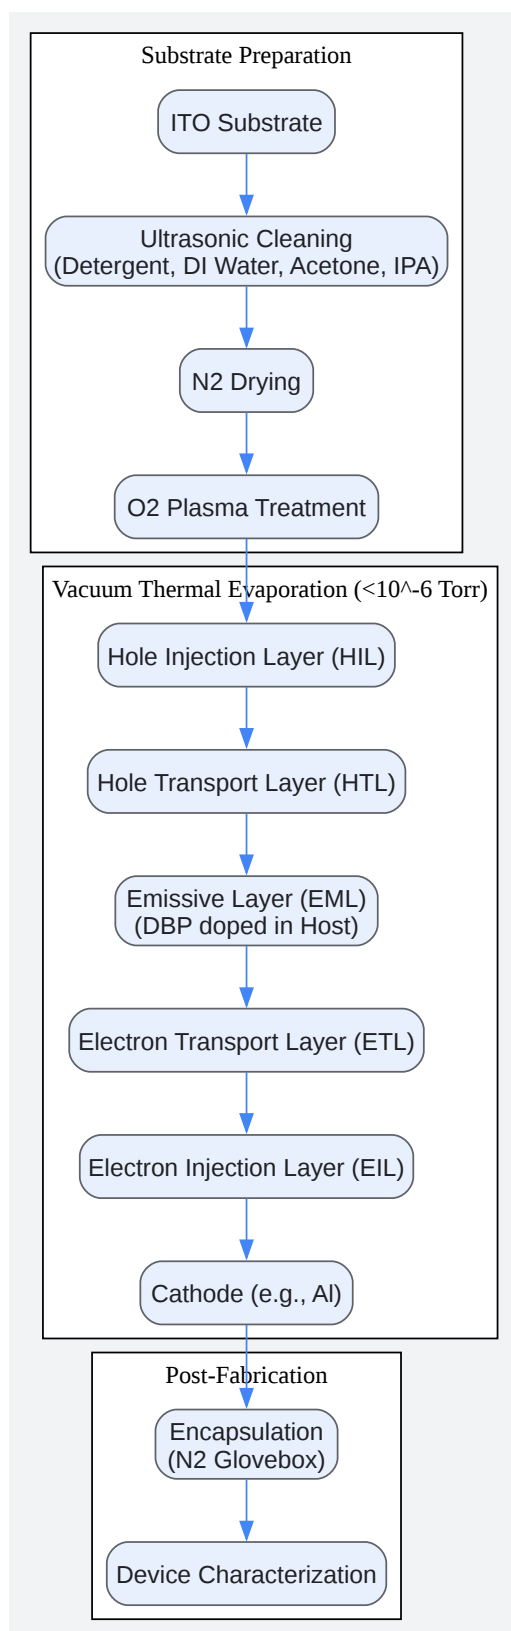 Substrate Preparation
ITO Substrate
Ultrasonic Cleaning
(Detergent, DI Water, Acetone, IPA)
N2 Drying
O2 Plasma Treatment
Vacuum Thermal Evaporation (<10^-6 Torr)
Hole Injection Layer (HIL)
Hole Transport Layer (HTL)
Emissive Layer (EML)
(DBP doped in Host)
Electron Transport Layer (ETL)
Electron Injection Layer (EIL)
Cathode (e.g., Al)
Post-Fabrication
Encapsulation
(N2 Glovebox)
Device Characterization